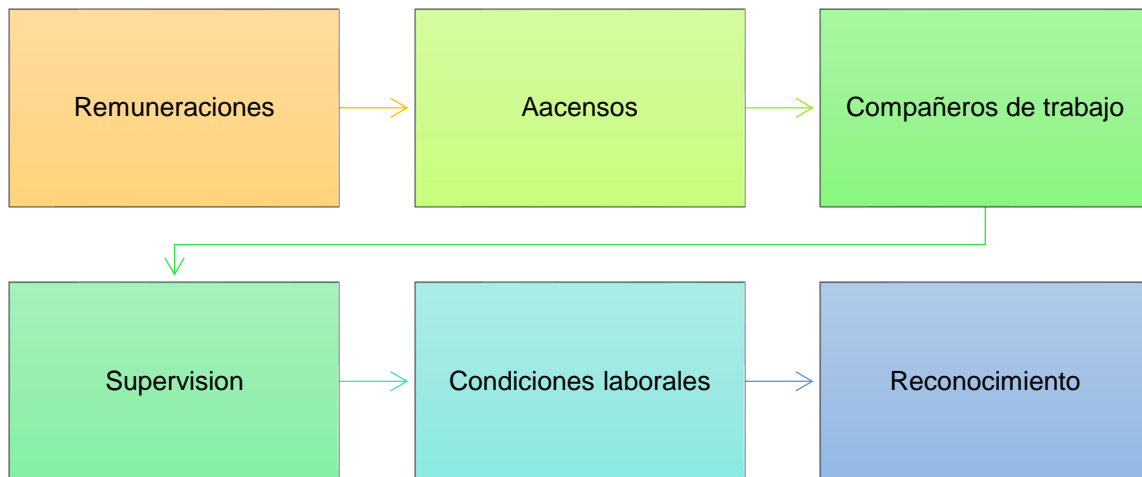 Remuneraciones
Aacensos
Compañeros de trabajo
Supervision
Condiciones laborales
Reconocimiento